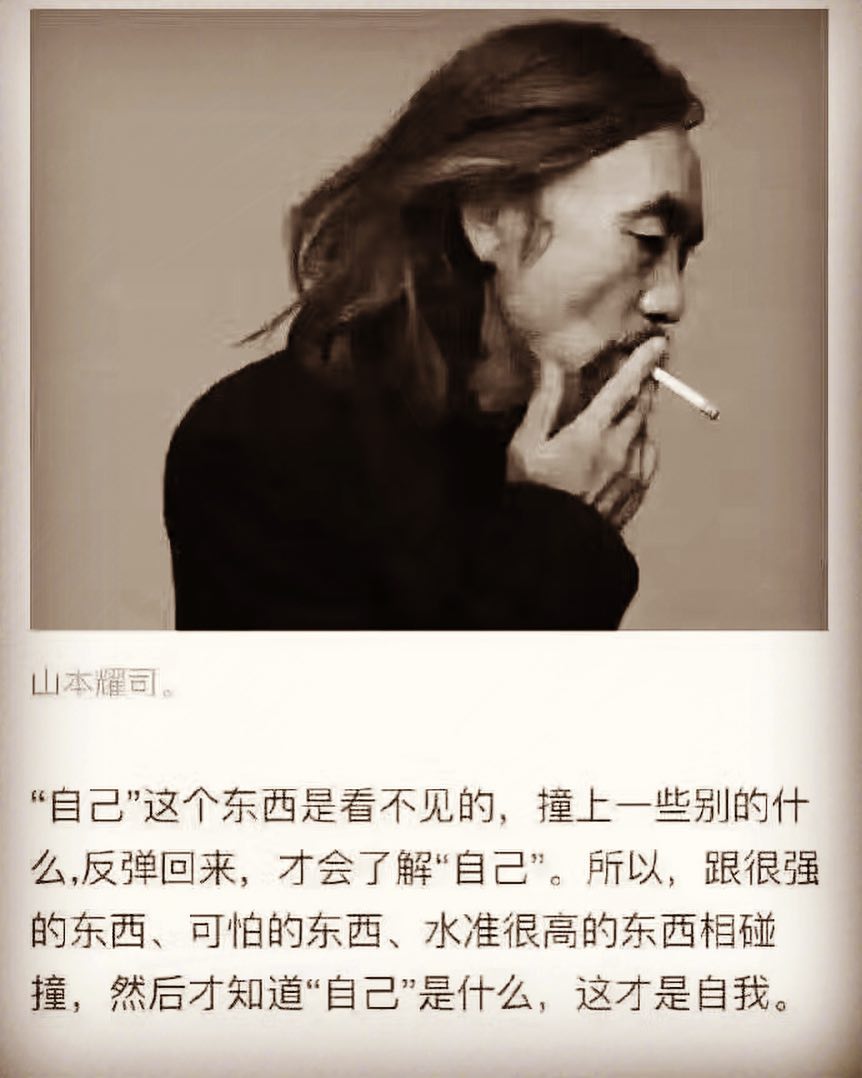 山本耀司。
“自己”这个东西是看不见的，撞上一些别的什
么,反弹回来，才会了解“自己”。所以，跟很强
的东西、可怕的东西、水准很高的东西相碰
撞，然后才知道“自己”是什么，这才是自我。